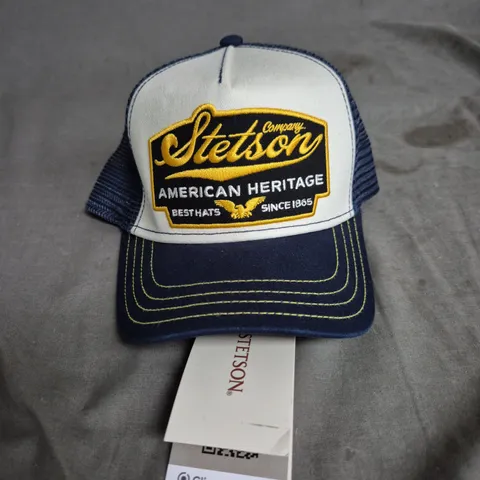 Company
Stetson
AMERICAN HERITAGE
BEST HATS SINCE 1865
STETSON®